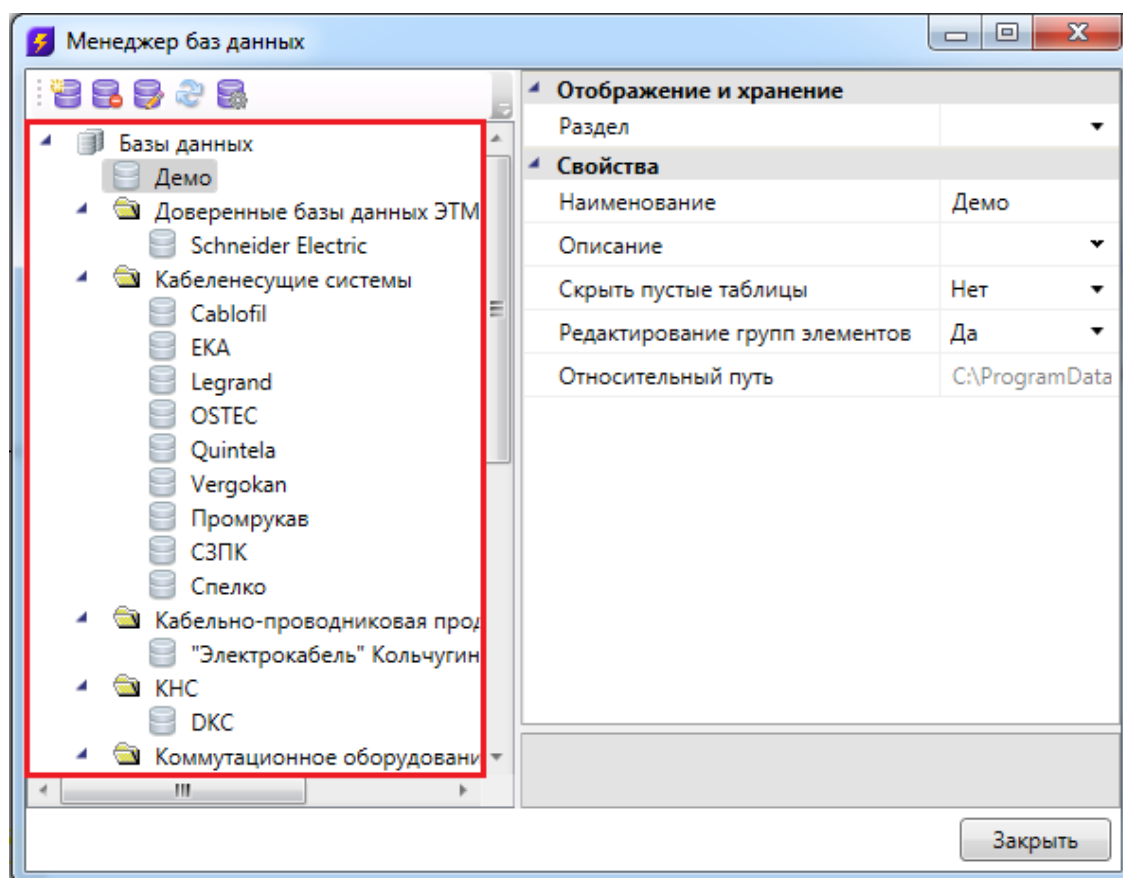 Менеджер баз данных
Базы данных
Демо
Доверенные базы данных ЭТМ
Schneider Electric
Кабеленесущие системы
Cablofil
EKA
Legrand
OSTEC
Quintela
Vergokan
Промрукав
СЗПК
Спелко
Кабельно-проводниковая прод
"Электрокабель" Кольчугин
КНС
DKC
Коммутационное оборудовани
Отображение и хранение
Раздел
Свойства
Наименование Демо
Описание
Скрыть пустые таблицы Нет
Редактирование групп элементов Да
Относительный путь C:\ProgramData
Закрыть